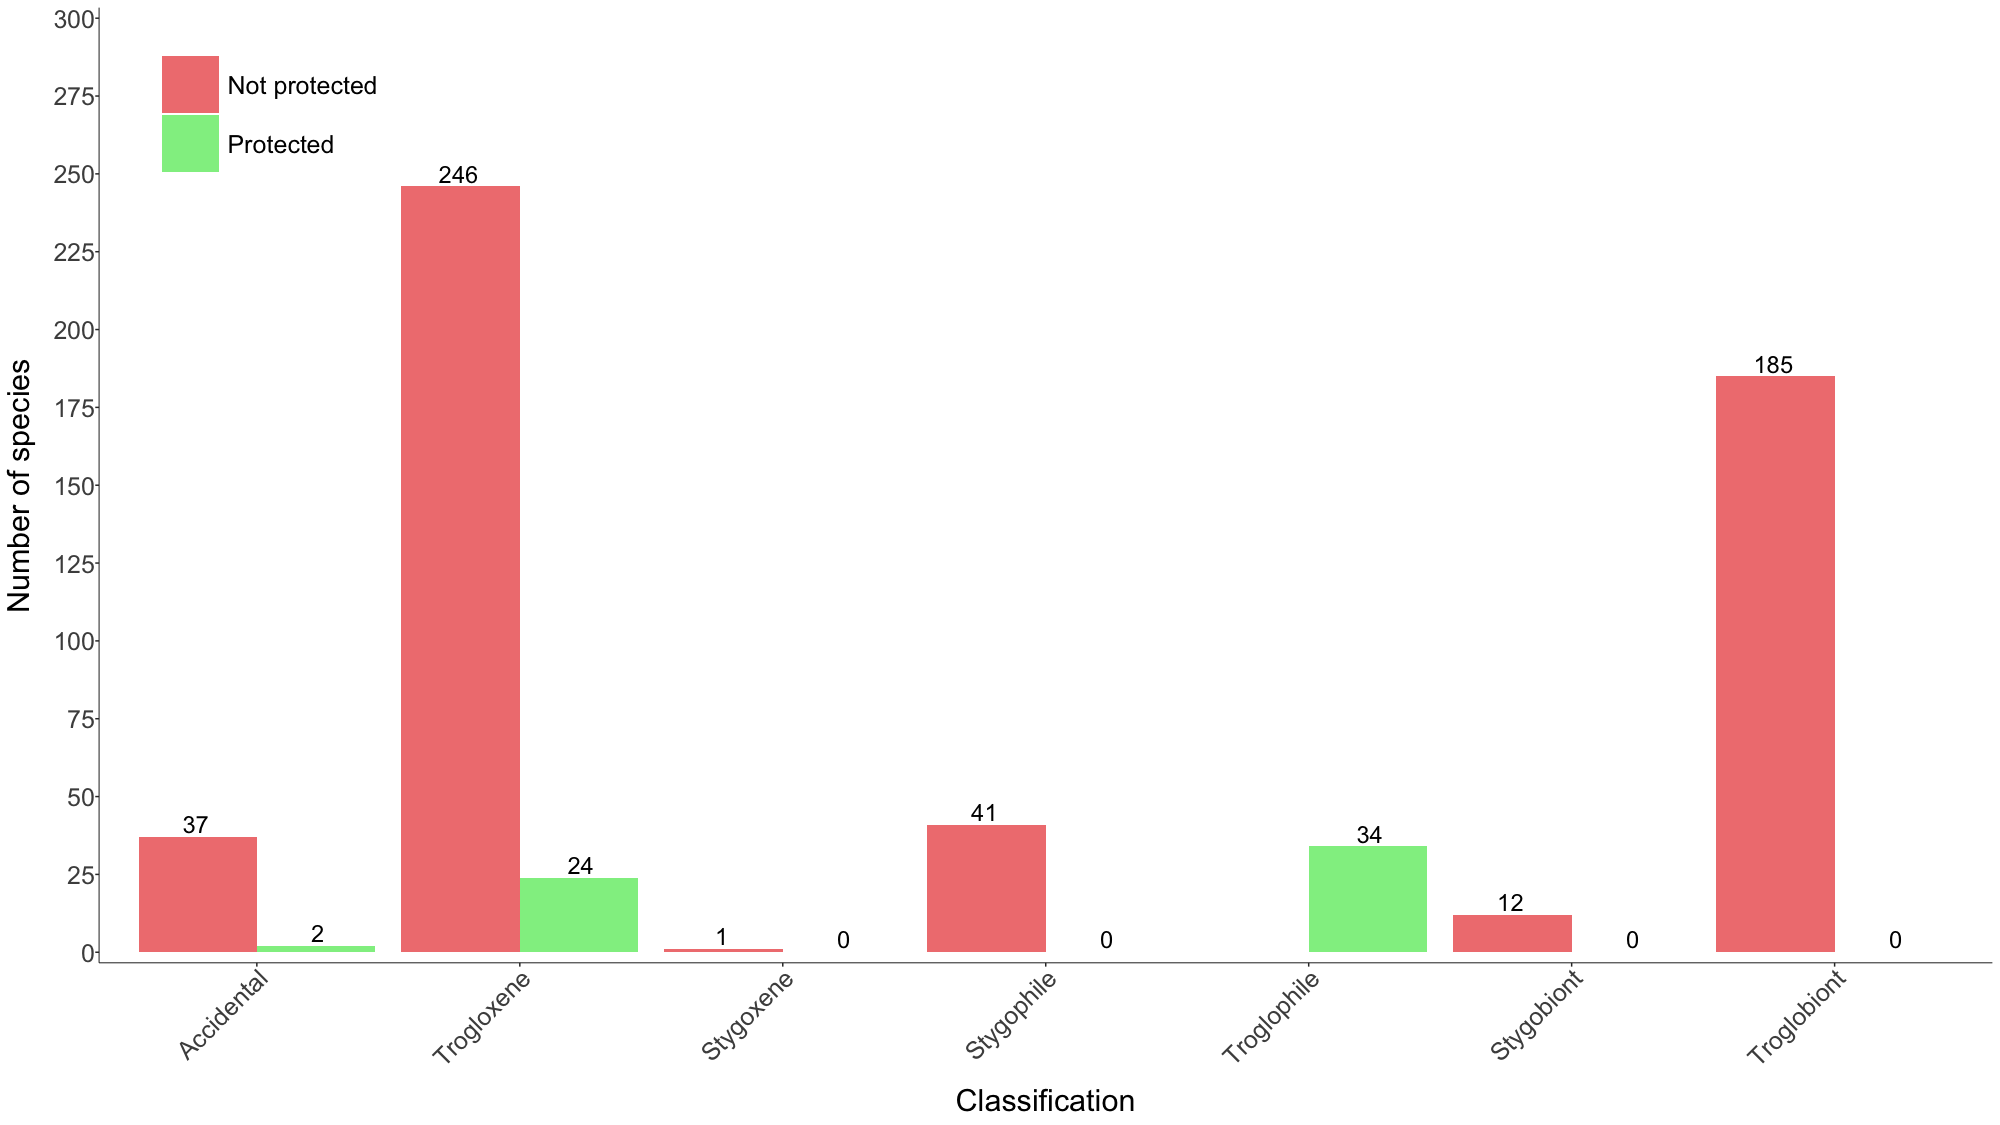 300
275
250
225
200
175
150
125
100
75
50
25
0
Number of species
Not protected
Protected
246
185
37
2
24
1
0
41
0
34
12
0
0
Accidental
Trogloxene
Stygoxene
Stygophile
Troglophile
Stygobiont
Troglobiont
Classification